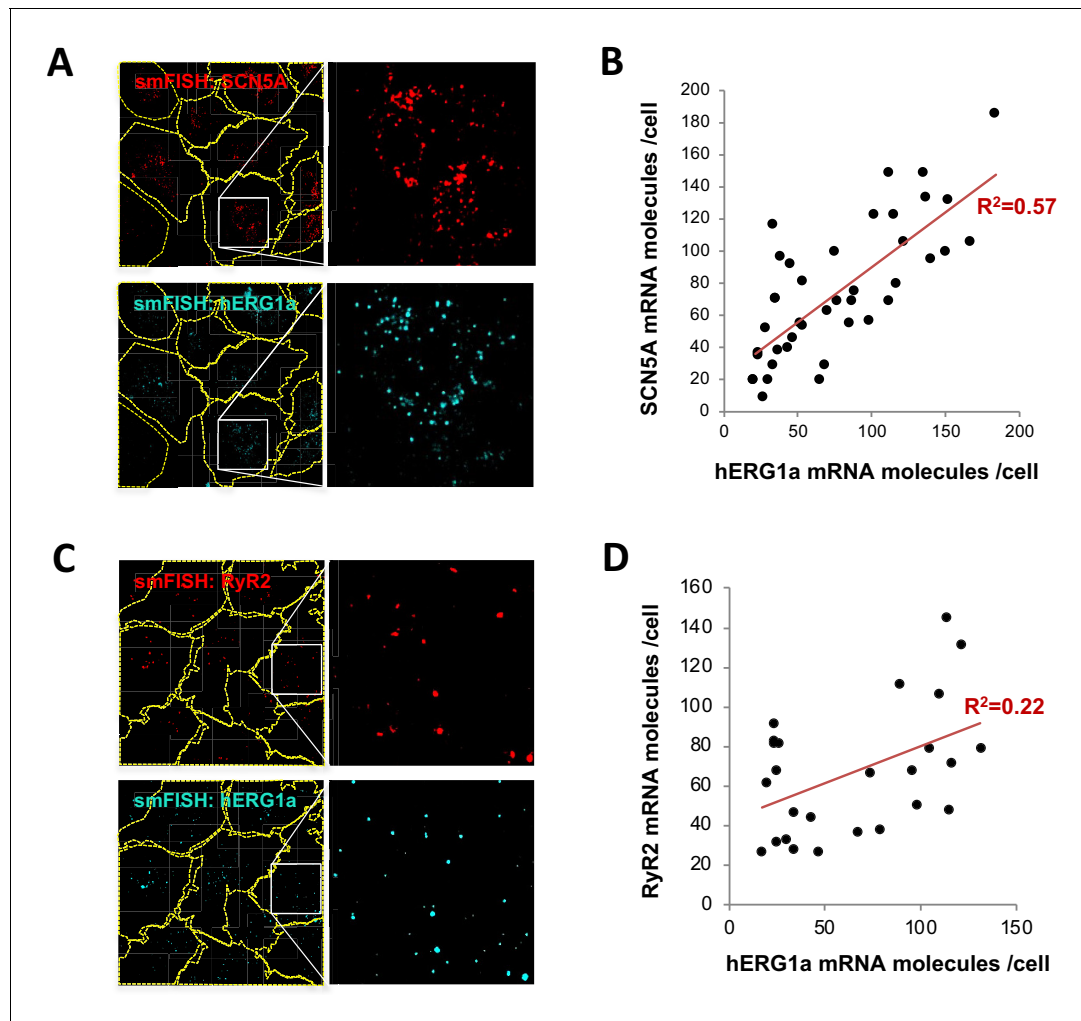 A
smFISH: SCN5A
smFISH: hERG1a
B
200
180
160
140
120
100
80
60
40
20
0
0
50
100
150
200
R²=0.57
SCN5A mRNA molecules /cell
hERG1a mRNA molecules /cell
C
smFISH: RyR2
smFISH: hERG1a
D
160
140
120
100
80
60
40
20
0
0
50
100
150
R²=0.22
RyR2 mRNA molecules /cell
hERG1a mRNA molecules /cell